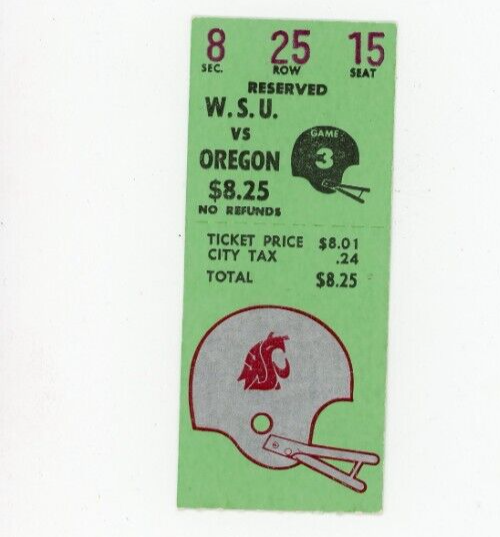 8 25 15
SEC. ROW SEAT
RESERVED
W.S.U.
VS
OREGON
$8.25
NO REFUNDS
GAME
3
TICKET PRICE $8.01
CITY TAX .24
TOTAL $8.25